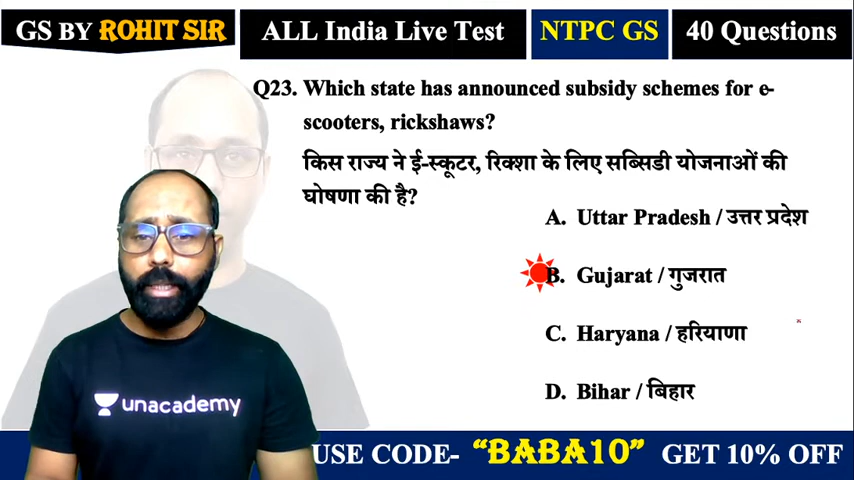 GS BY ROHIT SIR
ALL India Live Test
NTPC GS
40 Questions
Q23. Which state has announced subsidy schemes for e-
scooters, rickshaws?
किस राज्य ने ई-स्कूटर, रिक्शा के लिए सब्सिडी योजनाओं की
घोषणा की है?
A. Uttar Pradesh / उत्तर प्रदेश
B. Gujarat / गुजरात
C. Haryana / हरियाणा
D. Bihar / बिहार
unacademy
USE CODE- “BABA10” GET 10% OFF